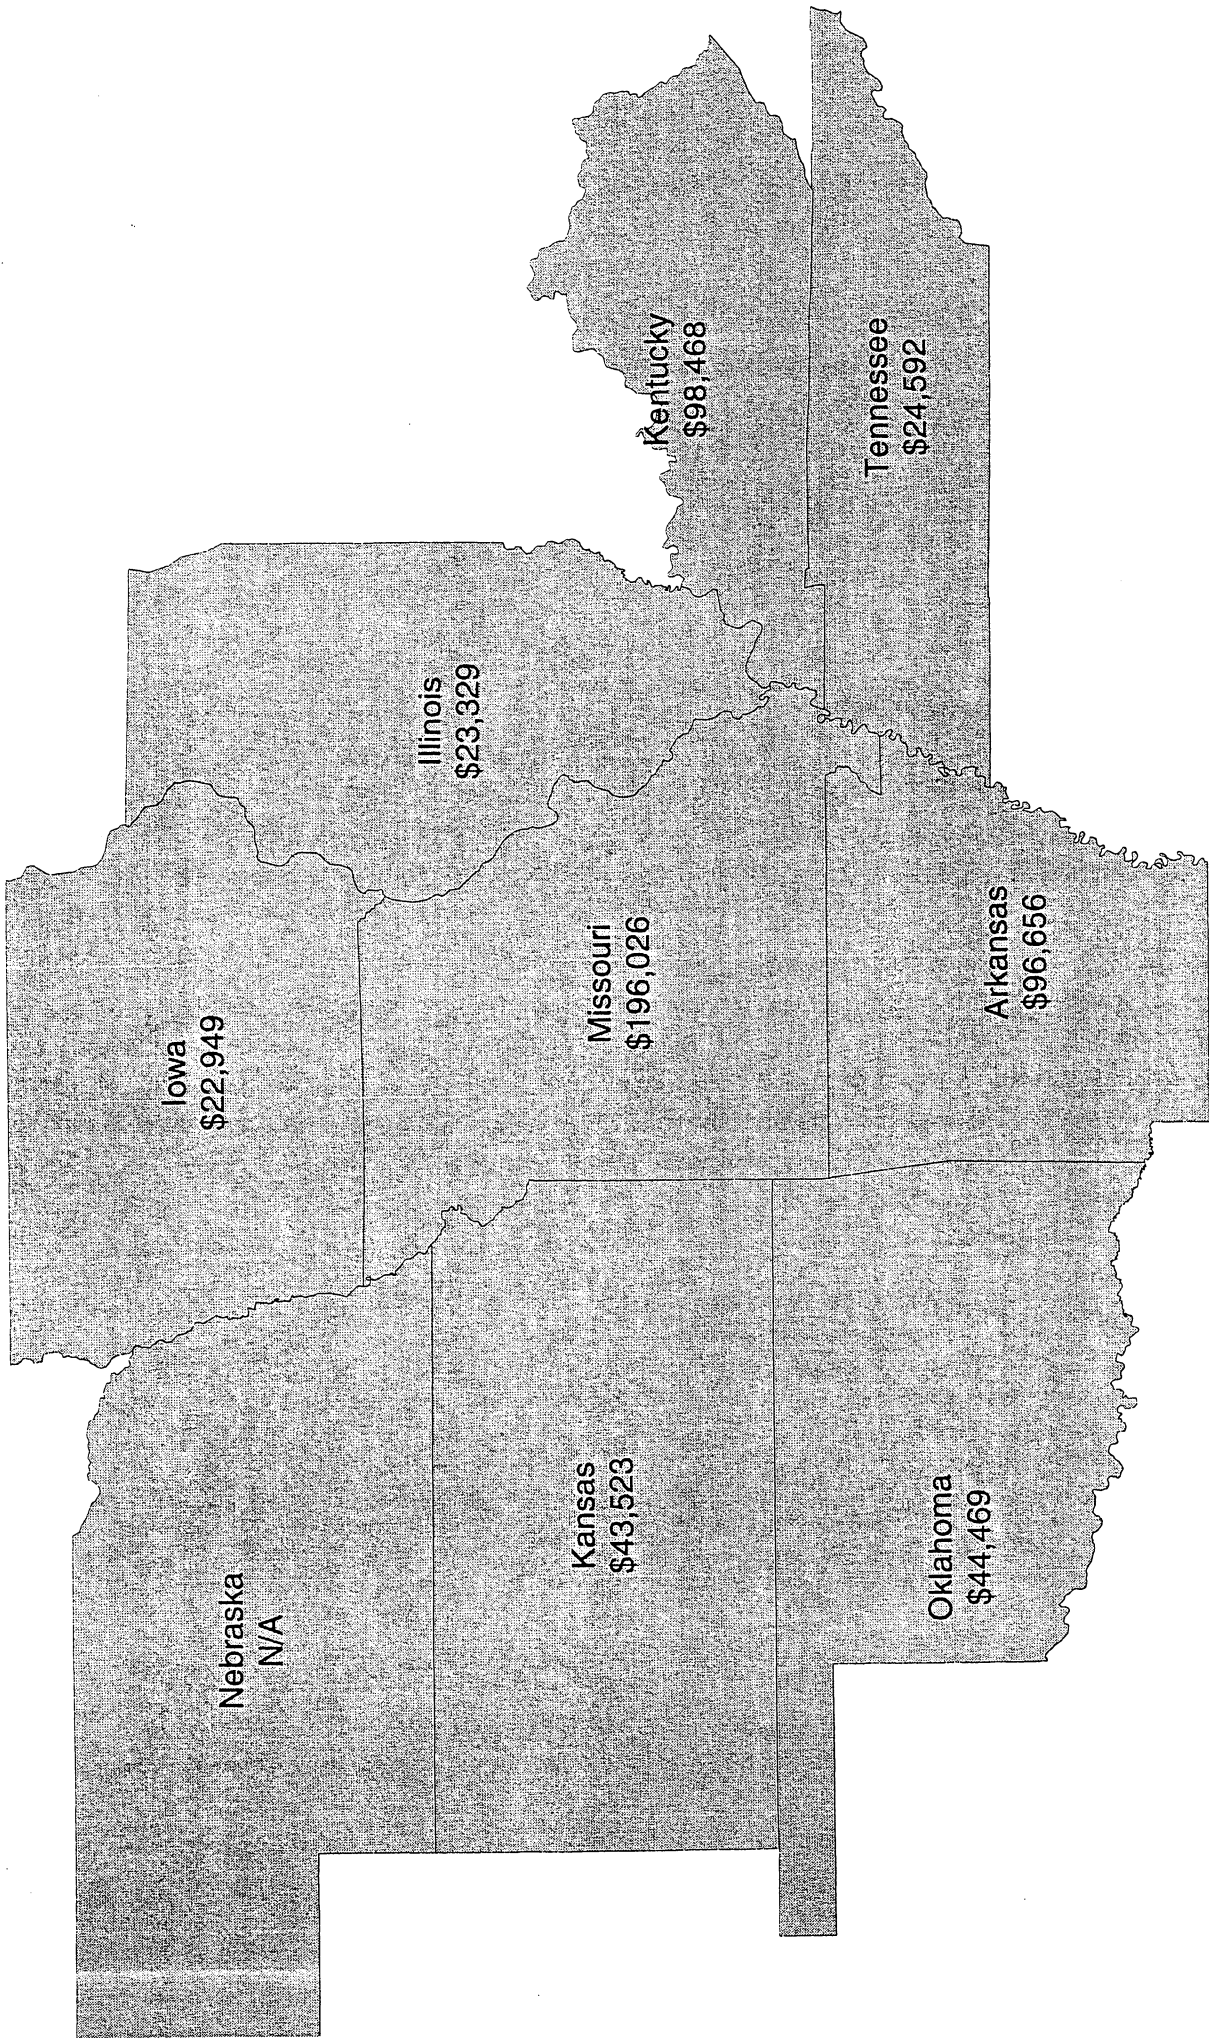 Iowa
$22,949
Nebraska
N/A
Illinois
$23,329
Missouri
$196,026
Kansas
$43,523
Kentucky
$98,468
Tennessee
$24,592
Oklahoma
$44,469
Arkansas
$96,656